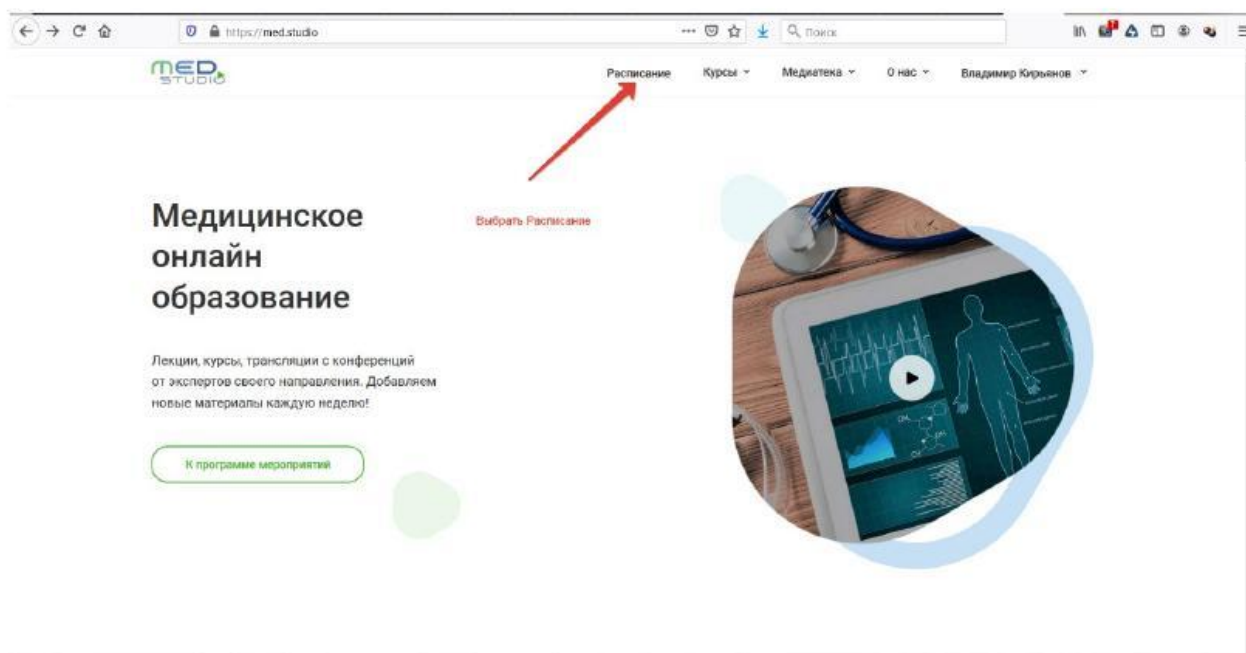 https://med.studio
Поиск
MED
STUDIO
Расписание
Курсы
Медиатека
О нас
Владимир Кирьянов
Выбрать Расписание
Медицинское
онлайн
образование
Лекции, курсы, трансляции с конференций
от экспертов своего направления. Добавляем
новые материалы каждую неделю!
К программе мероприятий